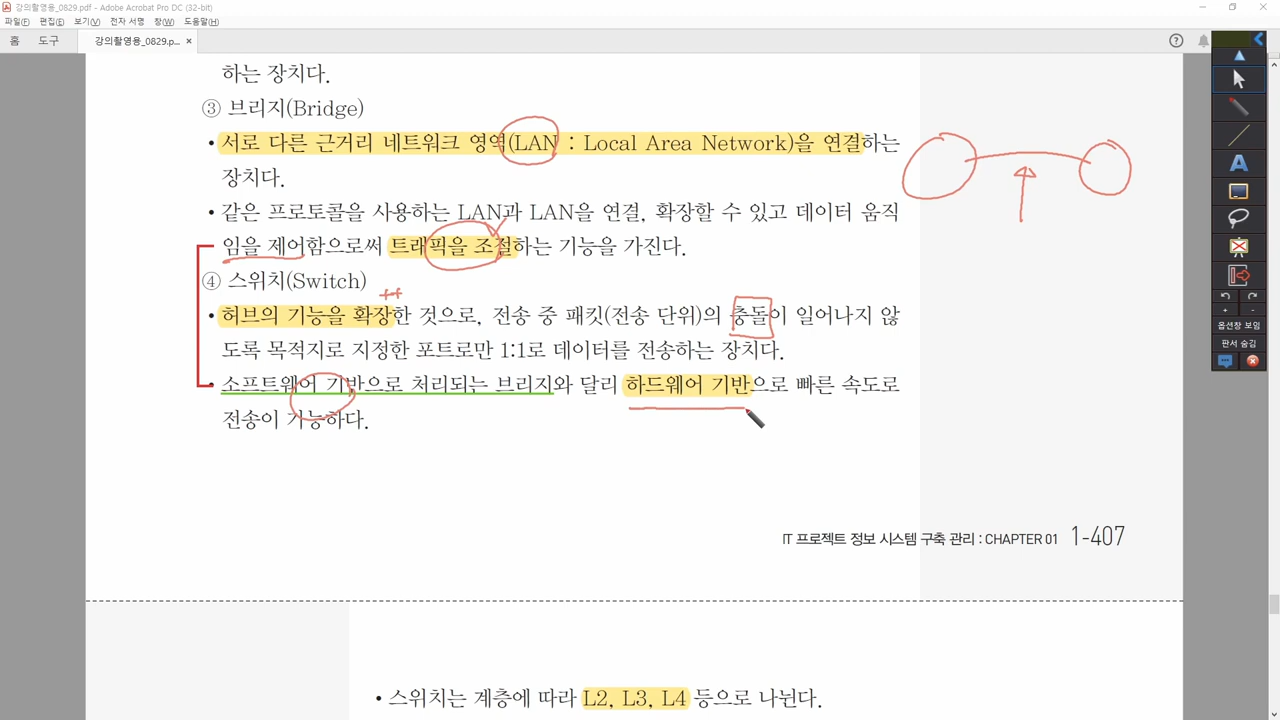 강의촬영용_0829.pdf - Adobe Acrobat Pro DC (32-bit)
파일(F) 편집(E) 보기(V) 전자 서명 창(W) 도움말(H)
홈 도구 강의촬영용_0829.p... ×
하는 장치다.
③ 브리지(Bridge)
• 서로 다른 근거리 네트워크 영역(LAN : Local Area Network)을 연결하는
장치다.
• 같은 프로토콜을 사용하는 LAN과 LAN을 연결, 확장할 수 있고 데이터 움직
임을 제어함으로써 트래픽을 조절하는 기능을 가진다.
④ 스위치(Switch)
• 허브의 기능을 확장한 것으로, 전송 중 패킷(전송 단위)의 충돌이 일어나지 않
도록 목적지로 지정한 포트로만 1:1로 데이터를 전송하는 장치다.
• 소프트웨어 기반으로 처리되는 브리지와 달리 하드웨어 기반으로 빠른 속도로
전송이 가능하다.
IT 프로젝트 정보 시스템 구축 관리 : CHAPTER 01 1-407
• 스위치는 계층에 따라 L2, L3, L4 등으로 나뉜다.
A
+ -
옵션창 보임
판서 숨김